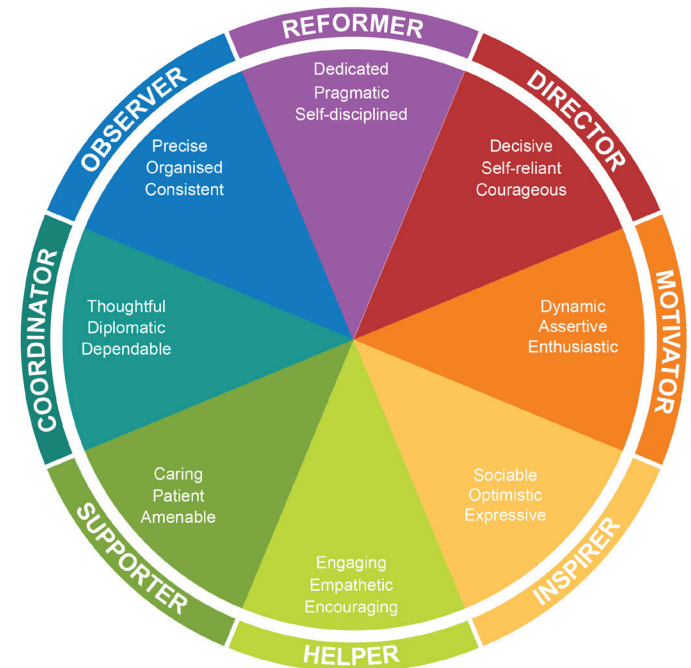 REFORMER
Dedicated
Pragmatic
Self-disciplined
DIRECTOR
Decisive
Self-reliant
Courageous
MOTIVATOR
Dynamic
Assertive
Enthusiastic
INSPIRER
Sociable
Optimistic
Expressive
HELPER
Engaging
Empathetic
Encouraging
SUPPORTER
Caring
Patient
Amenable
COORDINATOR
Thoughtful
Diplomatic
Dependable
OBSERVER
Precise
Organised
Consistent